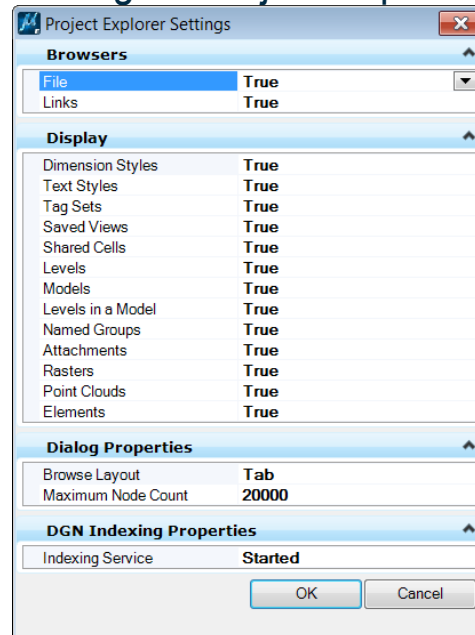 Project Explorer Settings
Browsers
File True
Links True
Display
Dimension Styles True
Text Styles True
Tag Sets True
Saved Views True
Shared Cells True
Levels True
Models True
Levels in a Model True
Named Groups True
Attachments True
Rasters True
Point Clouds True
Elements True
Dialog Properties
Browse Layout Tab
Maximum Node Count 20000
DGN Indexing Properties
Indexing Service Started
OK Cancel